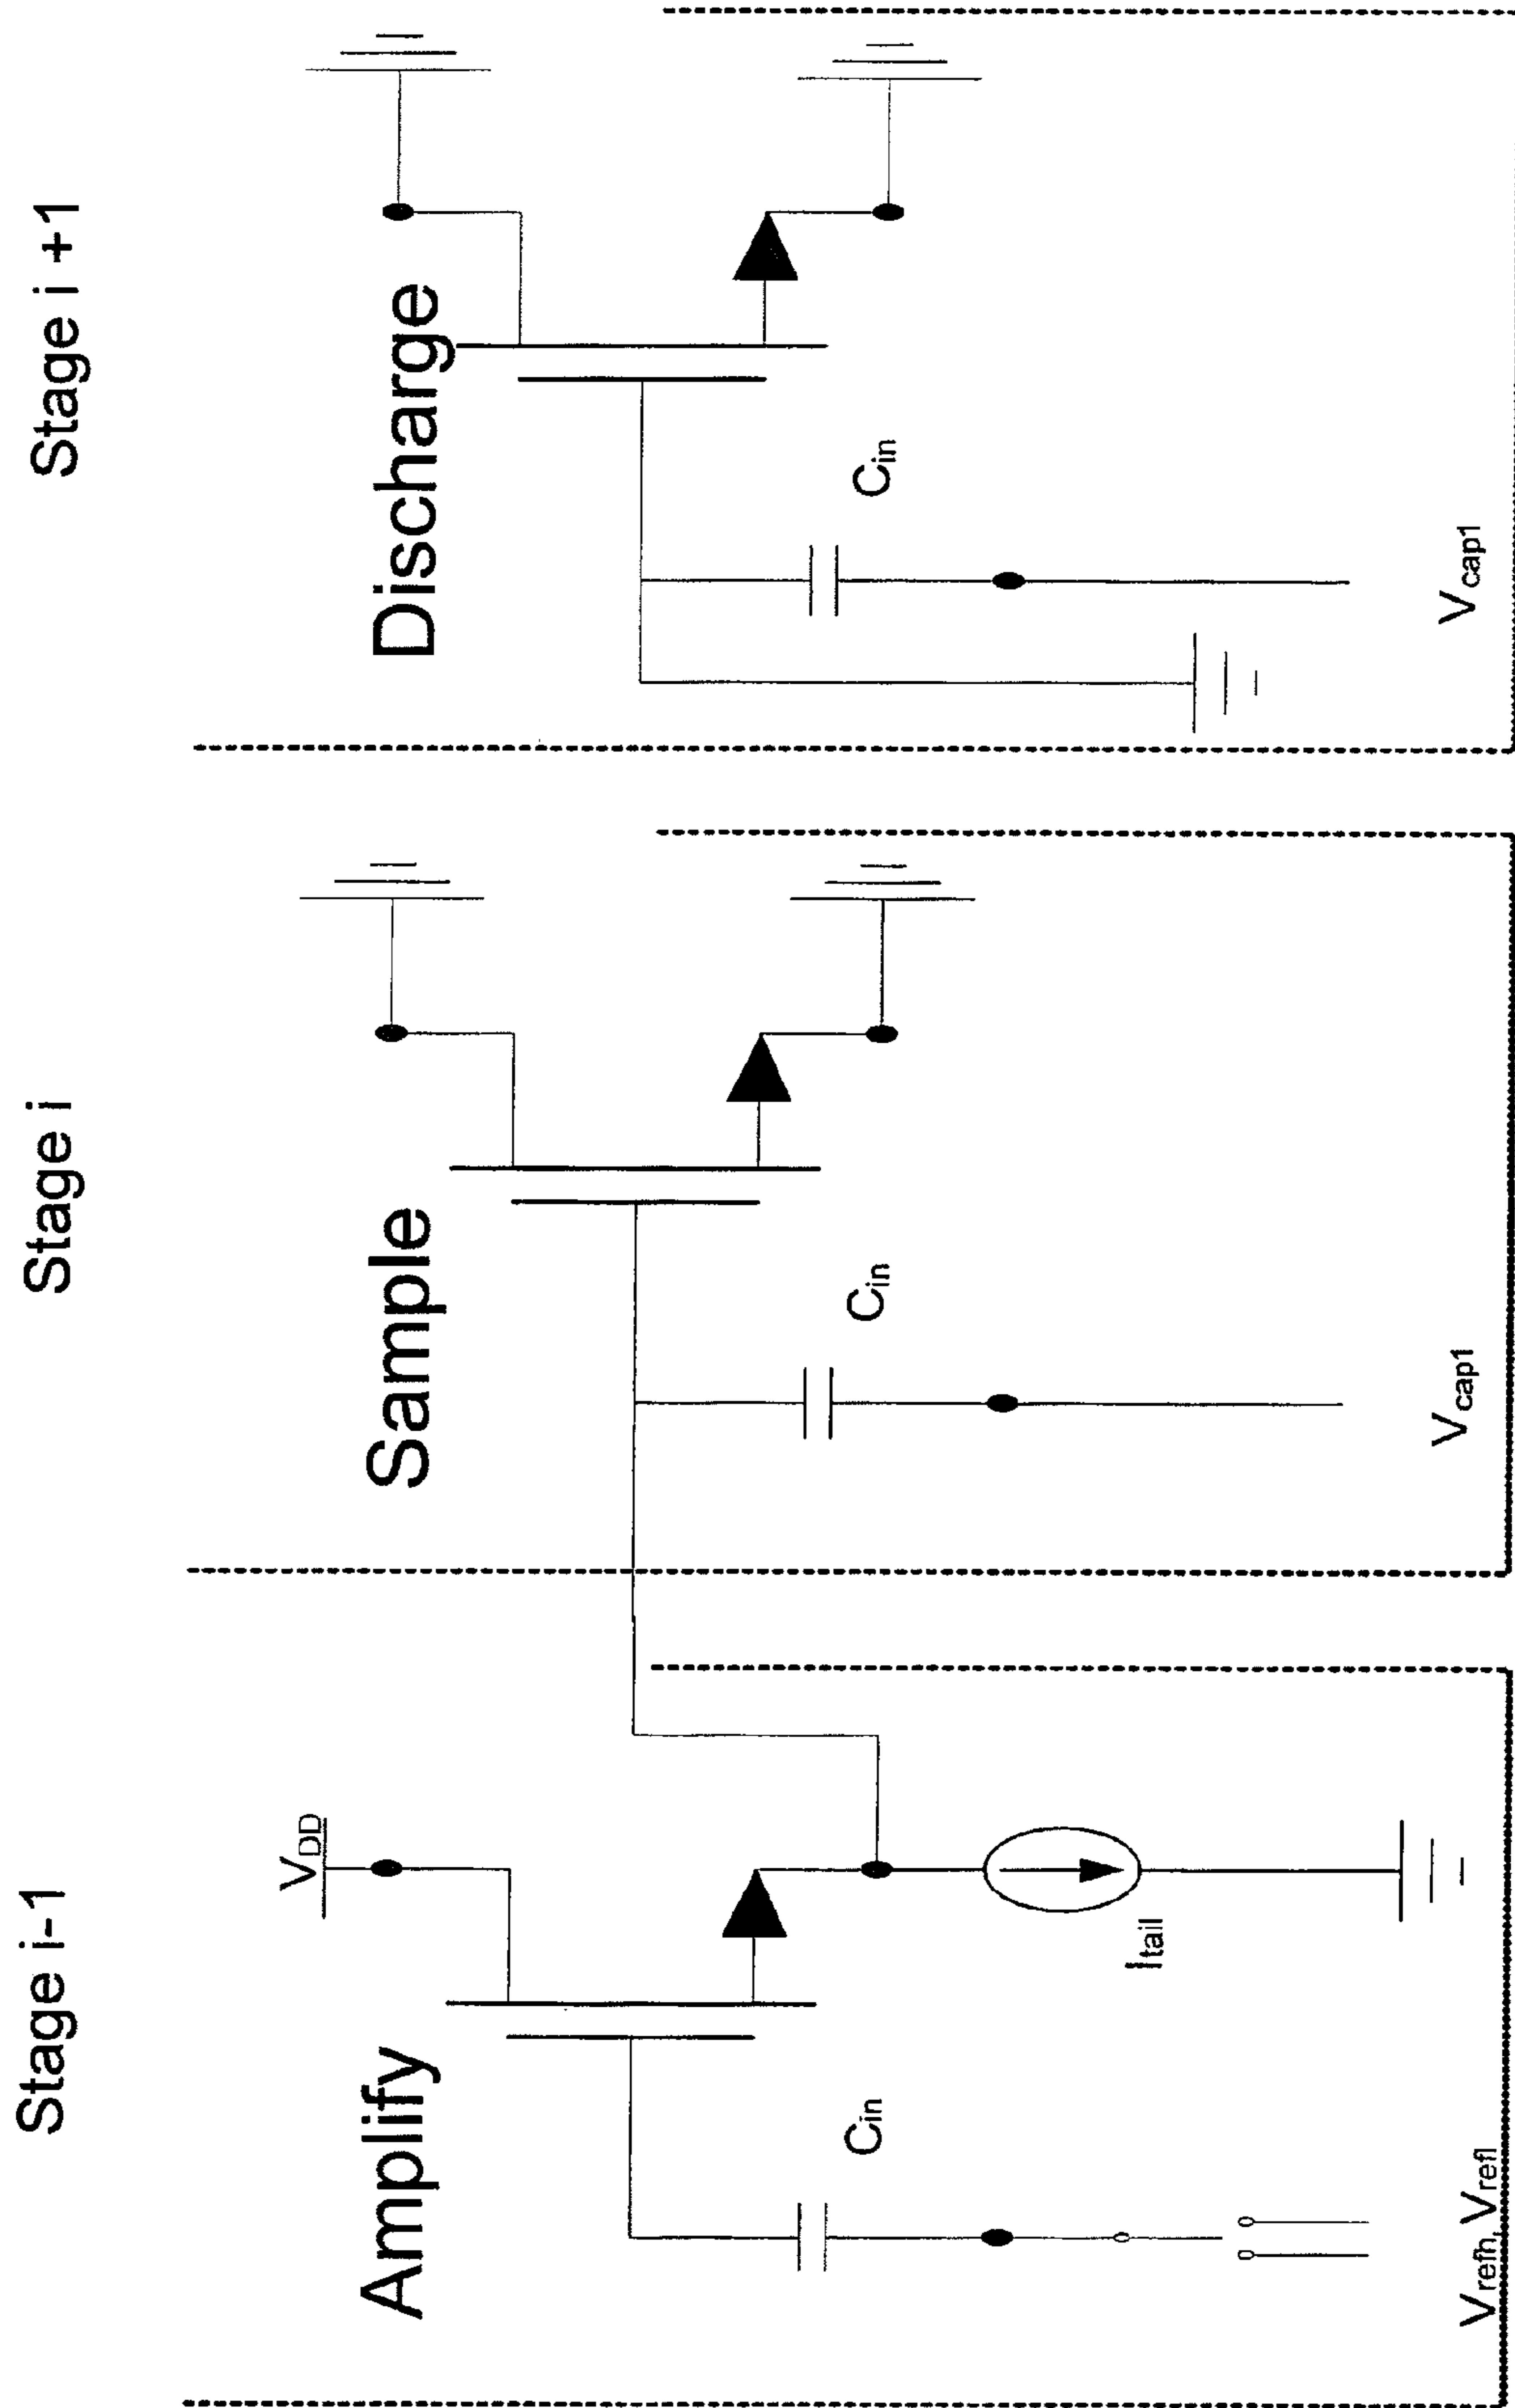 Stage i-1
Stage i
Stage i +1
Amplify
Sample
Discharge
VDD
Cin
Cin
Cin
Itail
Vrefh, Vrefl
Vcap1
Vcap1